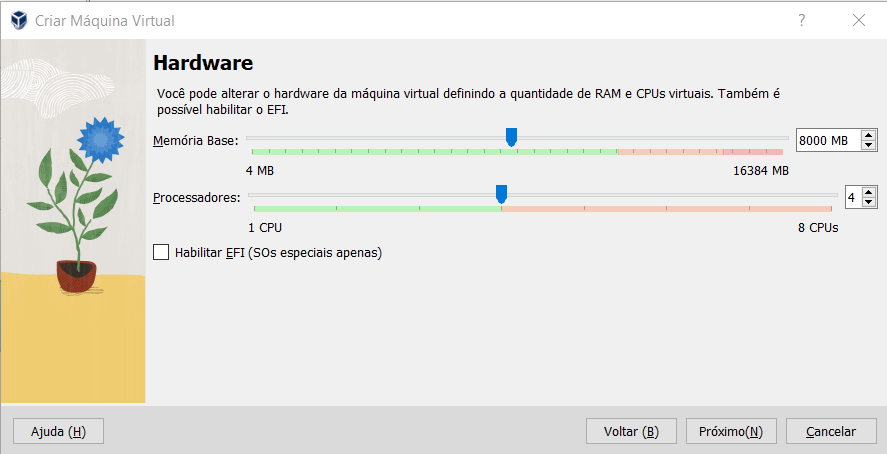 Criar Máquina Virtual
Hardware
Você pode alterar o hardware da máquina virtual definindo a quantidade de RAM e CPUs virtuais. Também é
possível habilitar o EFI.
Memória Base: 8000 MB
4 MB 16384 MB
Processadores: 4
1 CPU 8 CPUs
Habilitar EFI (SOs especiais apenas)
Ajuda (H) Voltar (B) Próximo(N) Cancelar